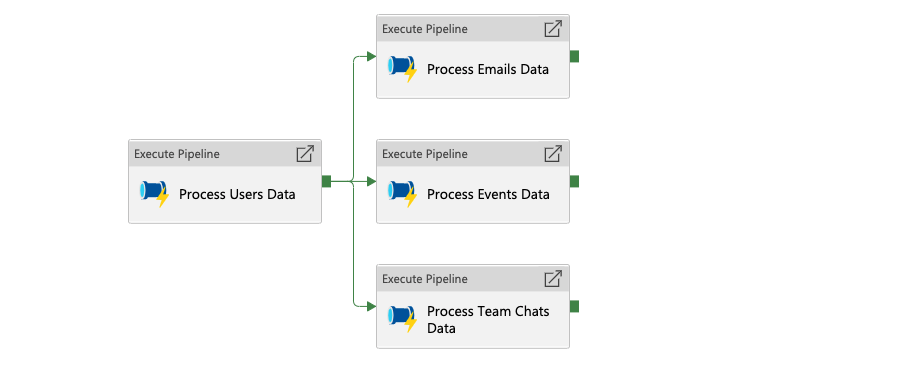 Execute Pipeline
Process Emails Data
Execute Pipeline
Process Users Data
Execute Pipeline
Process Events Data
Execute Pipeline
Process Team Chats
Data